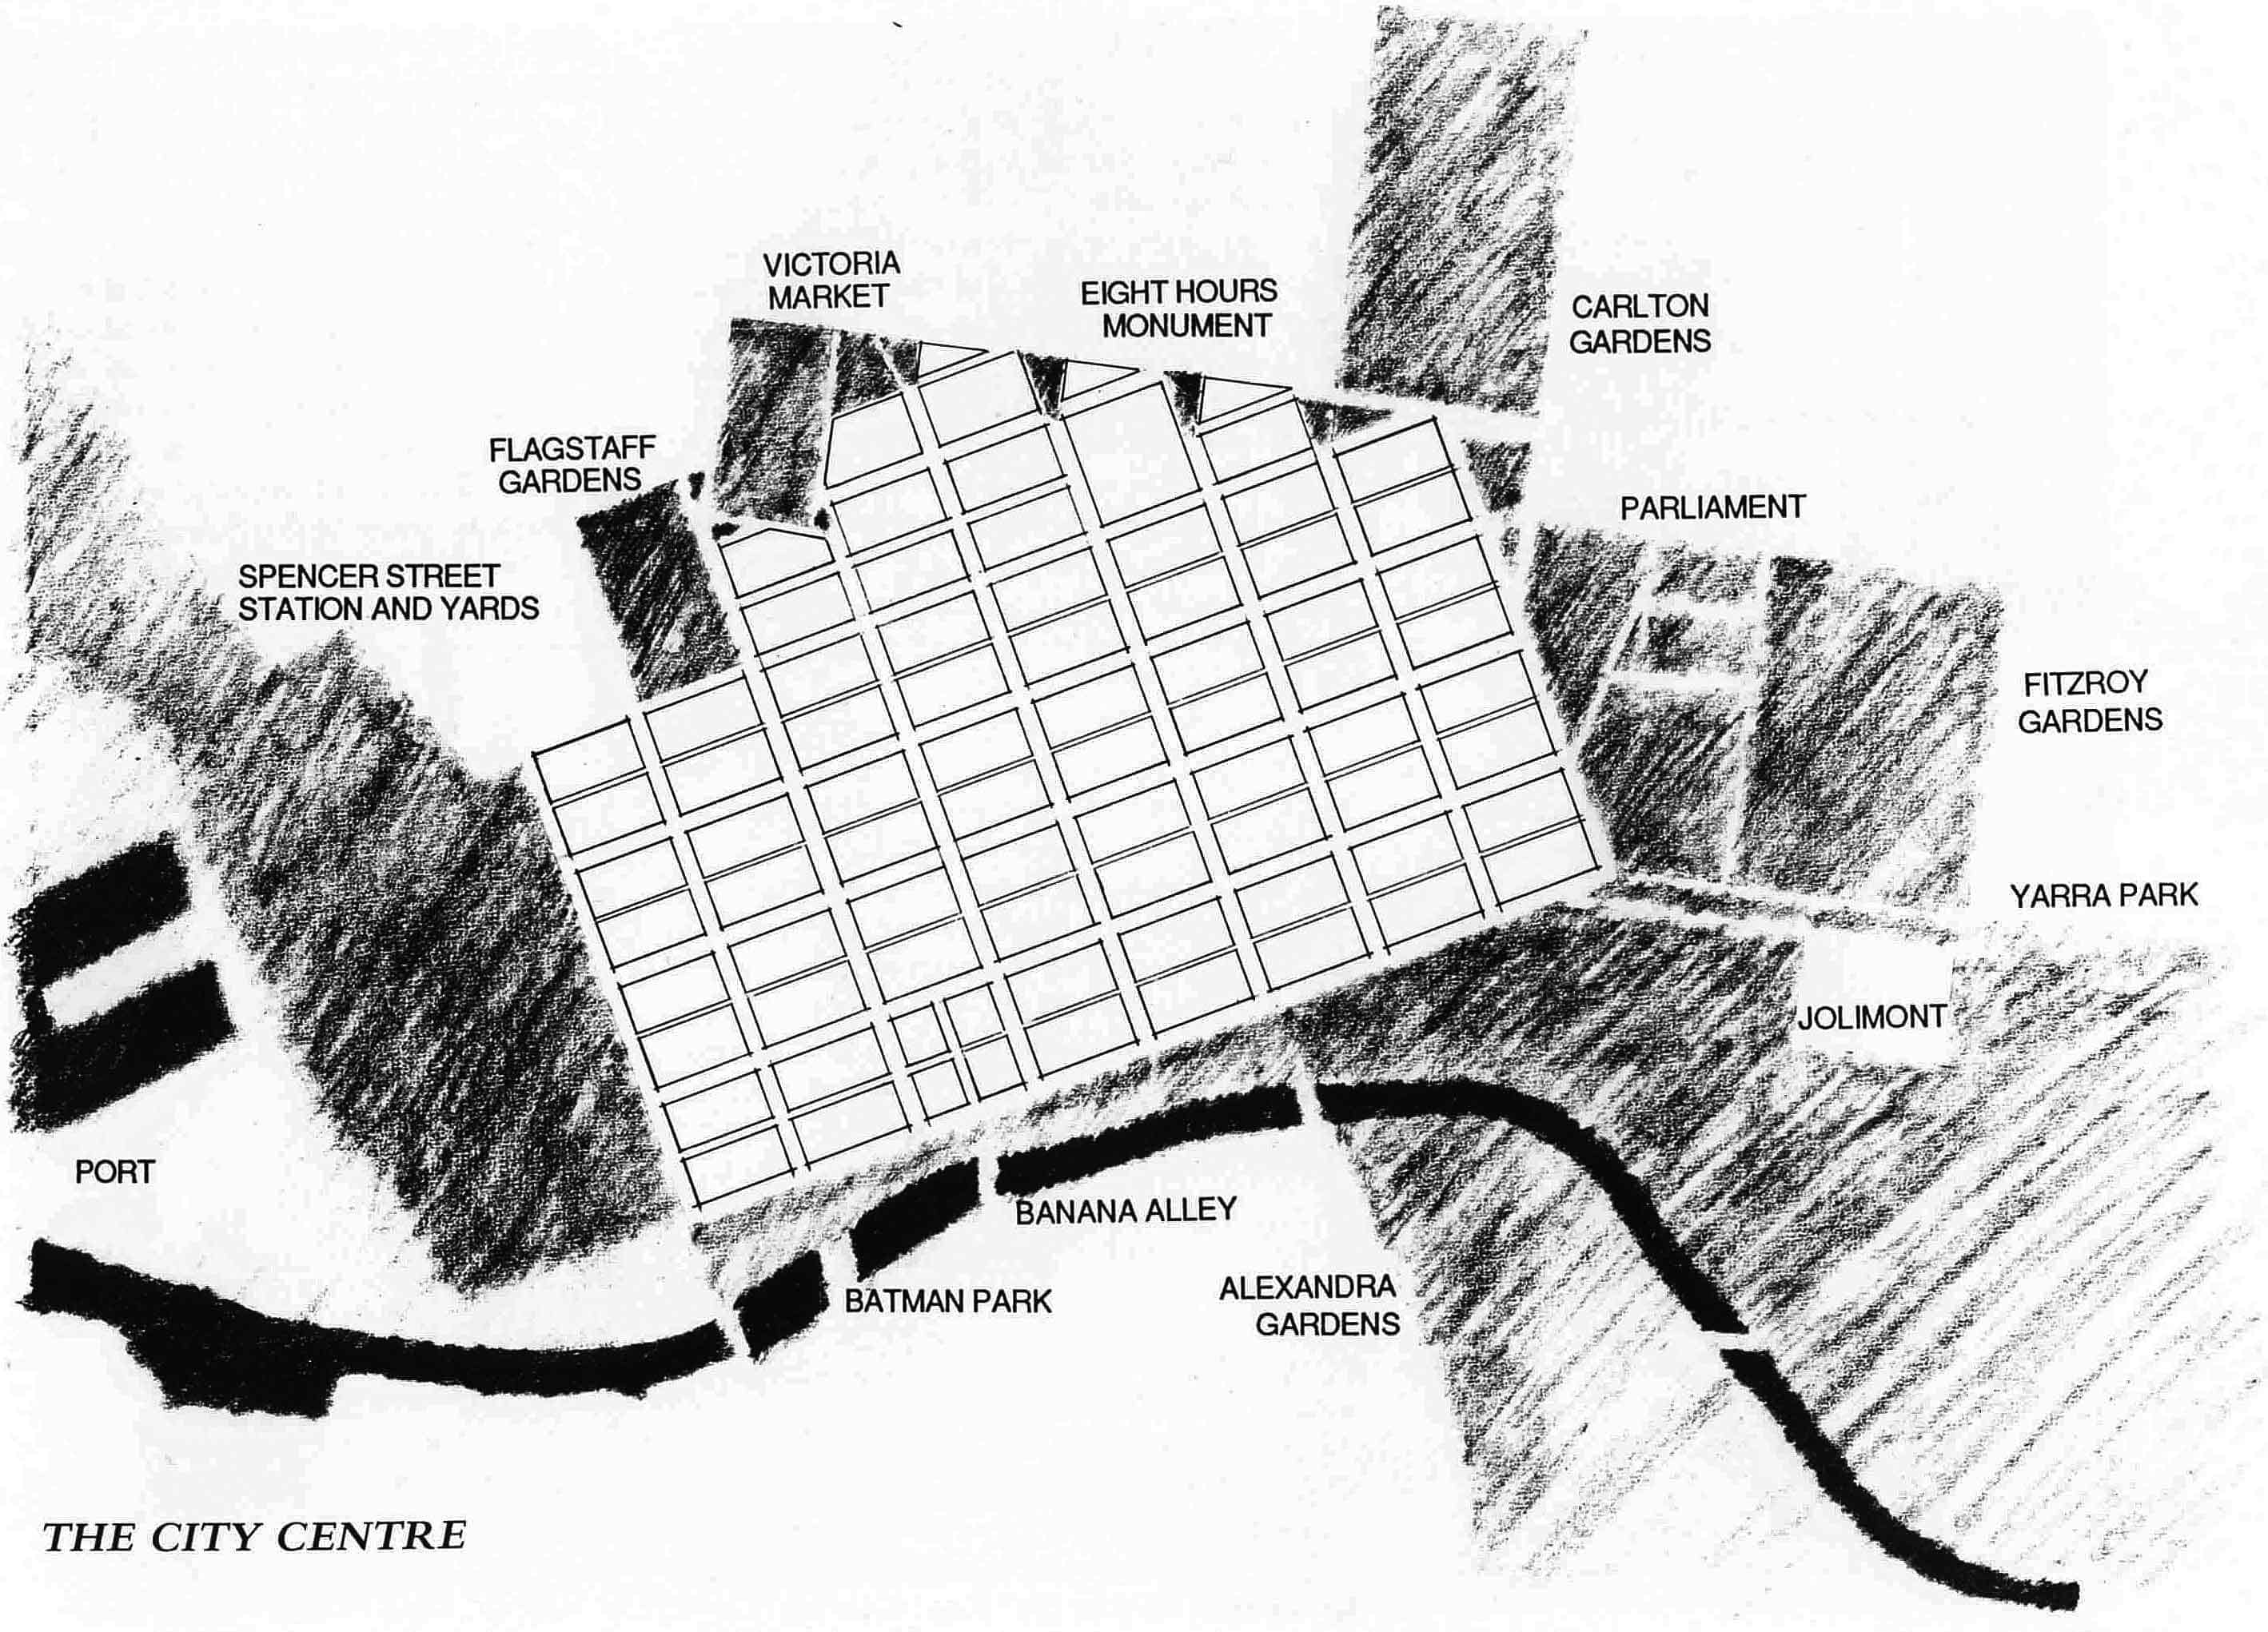 VICTORIA
MARKET
EIGHT HOURS
MONUMENT
CARLTON
GARDENS
FLAGSTAFF
GARDENS
PARLIAMENT
SPENCER STREET
STATION AND YARDS
FITZROY
GARDENS
YARRA PARK
JOLIMONT
PORT
BANANA ALLEY
BATMAN PARK
ALEXANDRA
GARDENS
THE CITY CENTRE